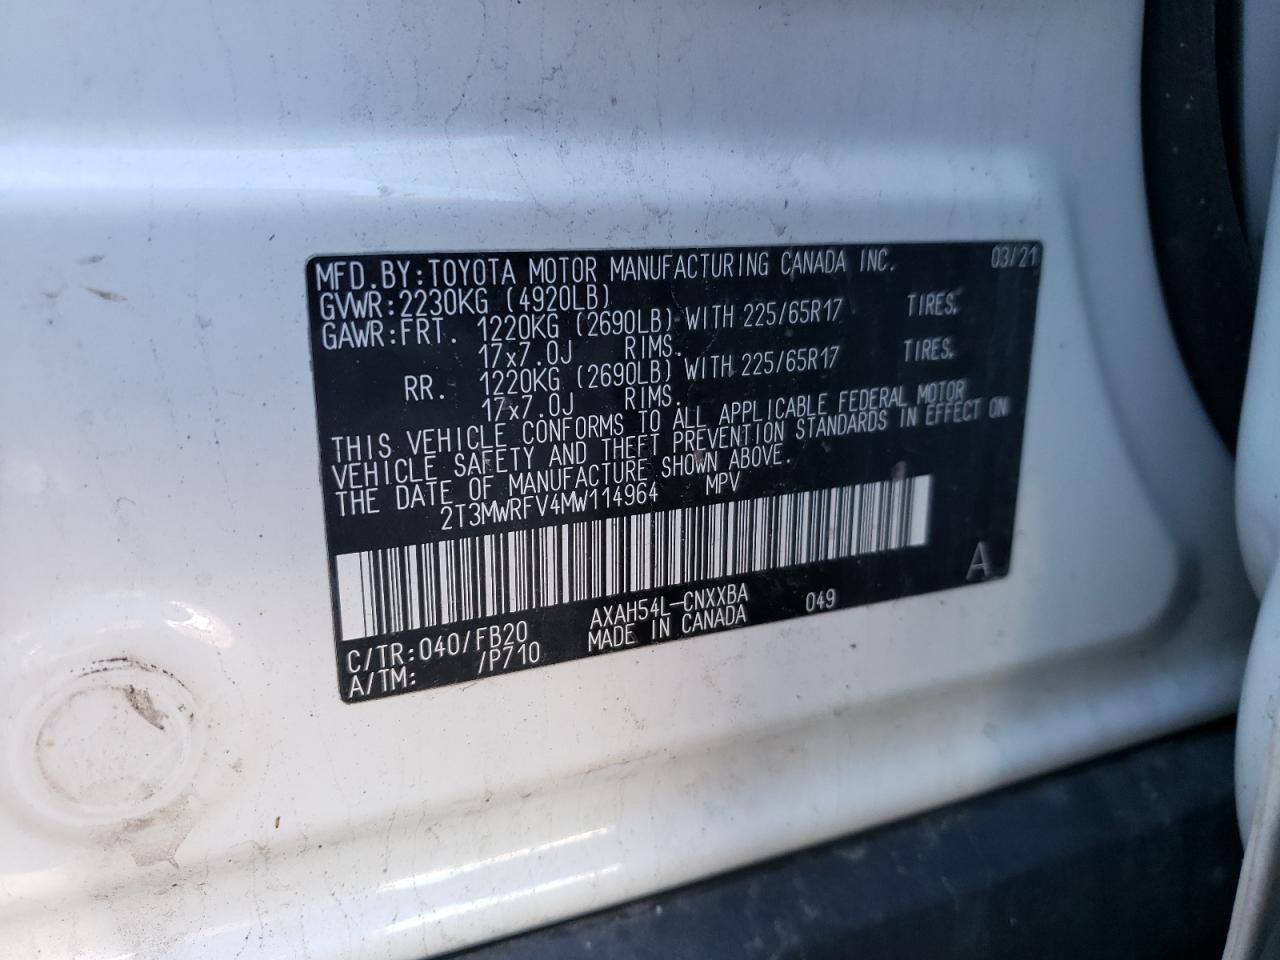 MFD.BY:TOYOTA MOTOR MANUFACTURING CANADA INC. 03/21
GVWR:2230KG (4920LB)
GAWR:FRT. 1220KG (2690LB) WITH 225/65R17 TIRES.
17x7.0J RIMS.
RR. 1220KG (2690LB) WITH 225/65R17 TIRES.
17x7.0J RIMS.
THIS VEHICLE CONFORMS TO ALL APPLICABLE FEDERAL MOTOR
VEHICLE SAFETY AND THEFT PREVENTION STANDARDS IN EFFECT ON
THE DATE OF MANUFACTURE SHOWN ABOVE.
2T3MWRFV4MW114964 MPV
A
C/TR:040/FB20 AXAH54L-CNXXBA 049
A/TM: /P710 MADE IN CANADA